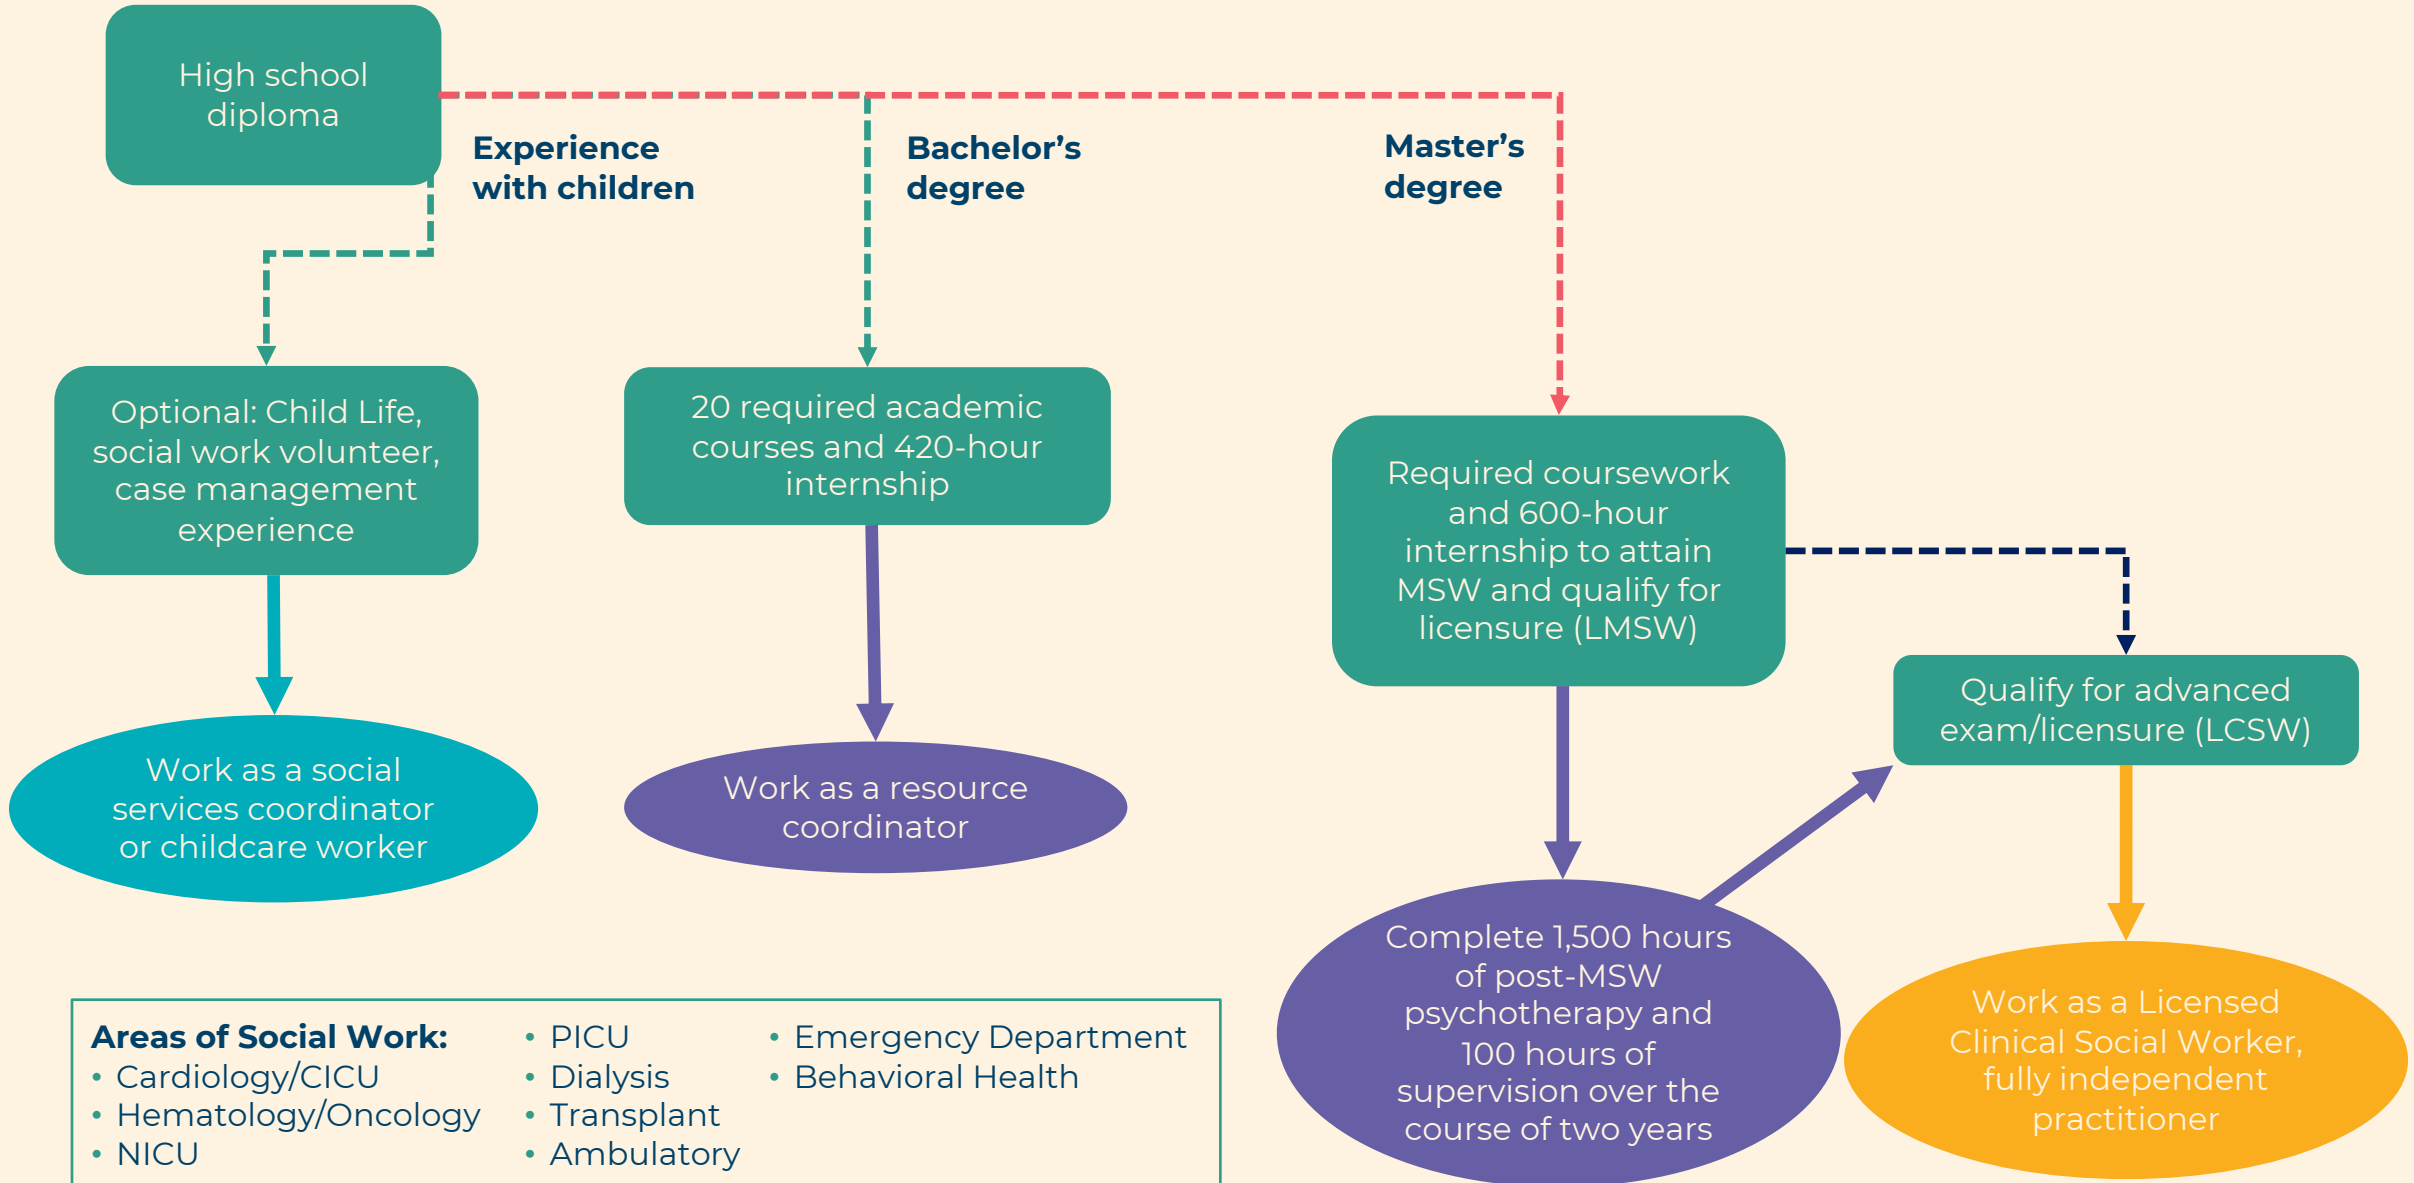 High school
diploma
Experience
with children
Bachelor’s
degree
Master’s
degree
Optional: Child Life,
social work volunteer,
case management
experience
20 required academic
courses and 420-hour
internship
Required coursework
and 600-hour
internship to attain
MSW and qualify for
licensure (LMSW)
Qualify for advanced
exam/licensure (LCSW)
Work as a social
services coordinator
or childcare worker
Work as a resource
coordinator
Complete 1,500 hours
of post-MSW
psychotherapy and
100 hours of
supervision over the
course of two years
Work as a Licensed
Clinical Social Worker,
fully independent
practitioner
Areas of Social Work:
• Cardiology/CICU
• Hematology/Oncology
• NICU
• PICU
• Dialysis
• Transplant
• Ambulatory
• Emergency Department
• Behavioral Health